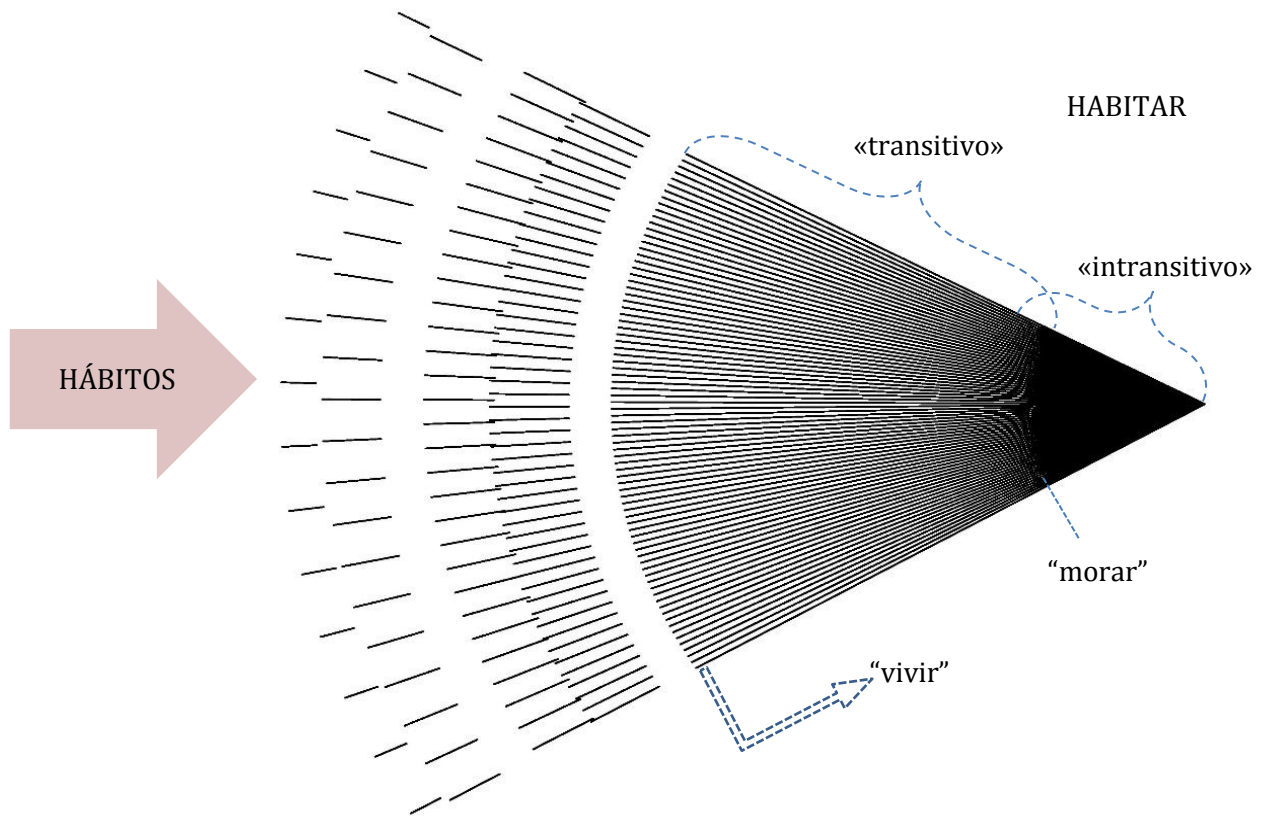 HABITAR
«transitivo»
«intransitivo»
HÁBITOS
“morar”
“vivir”